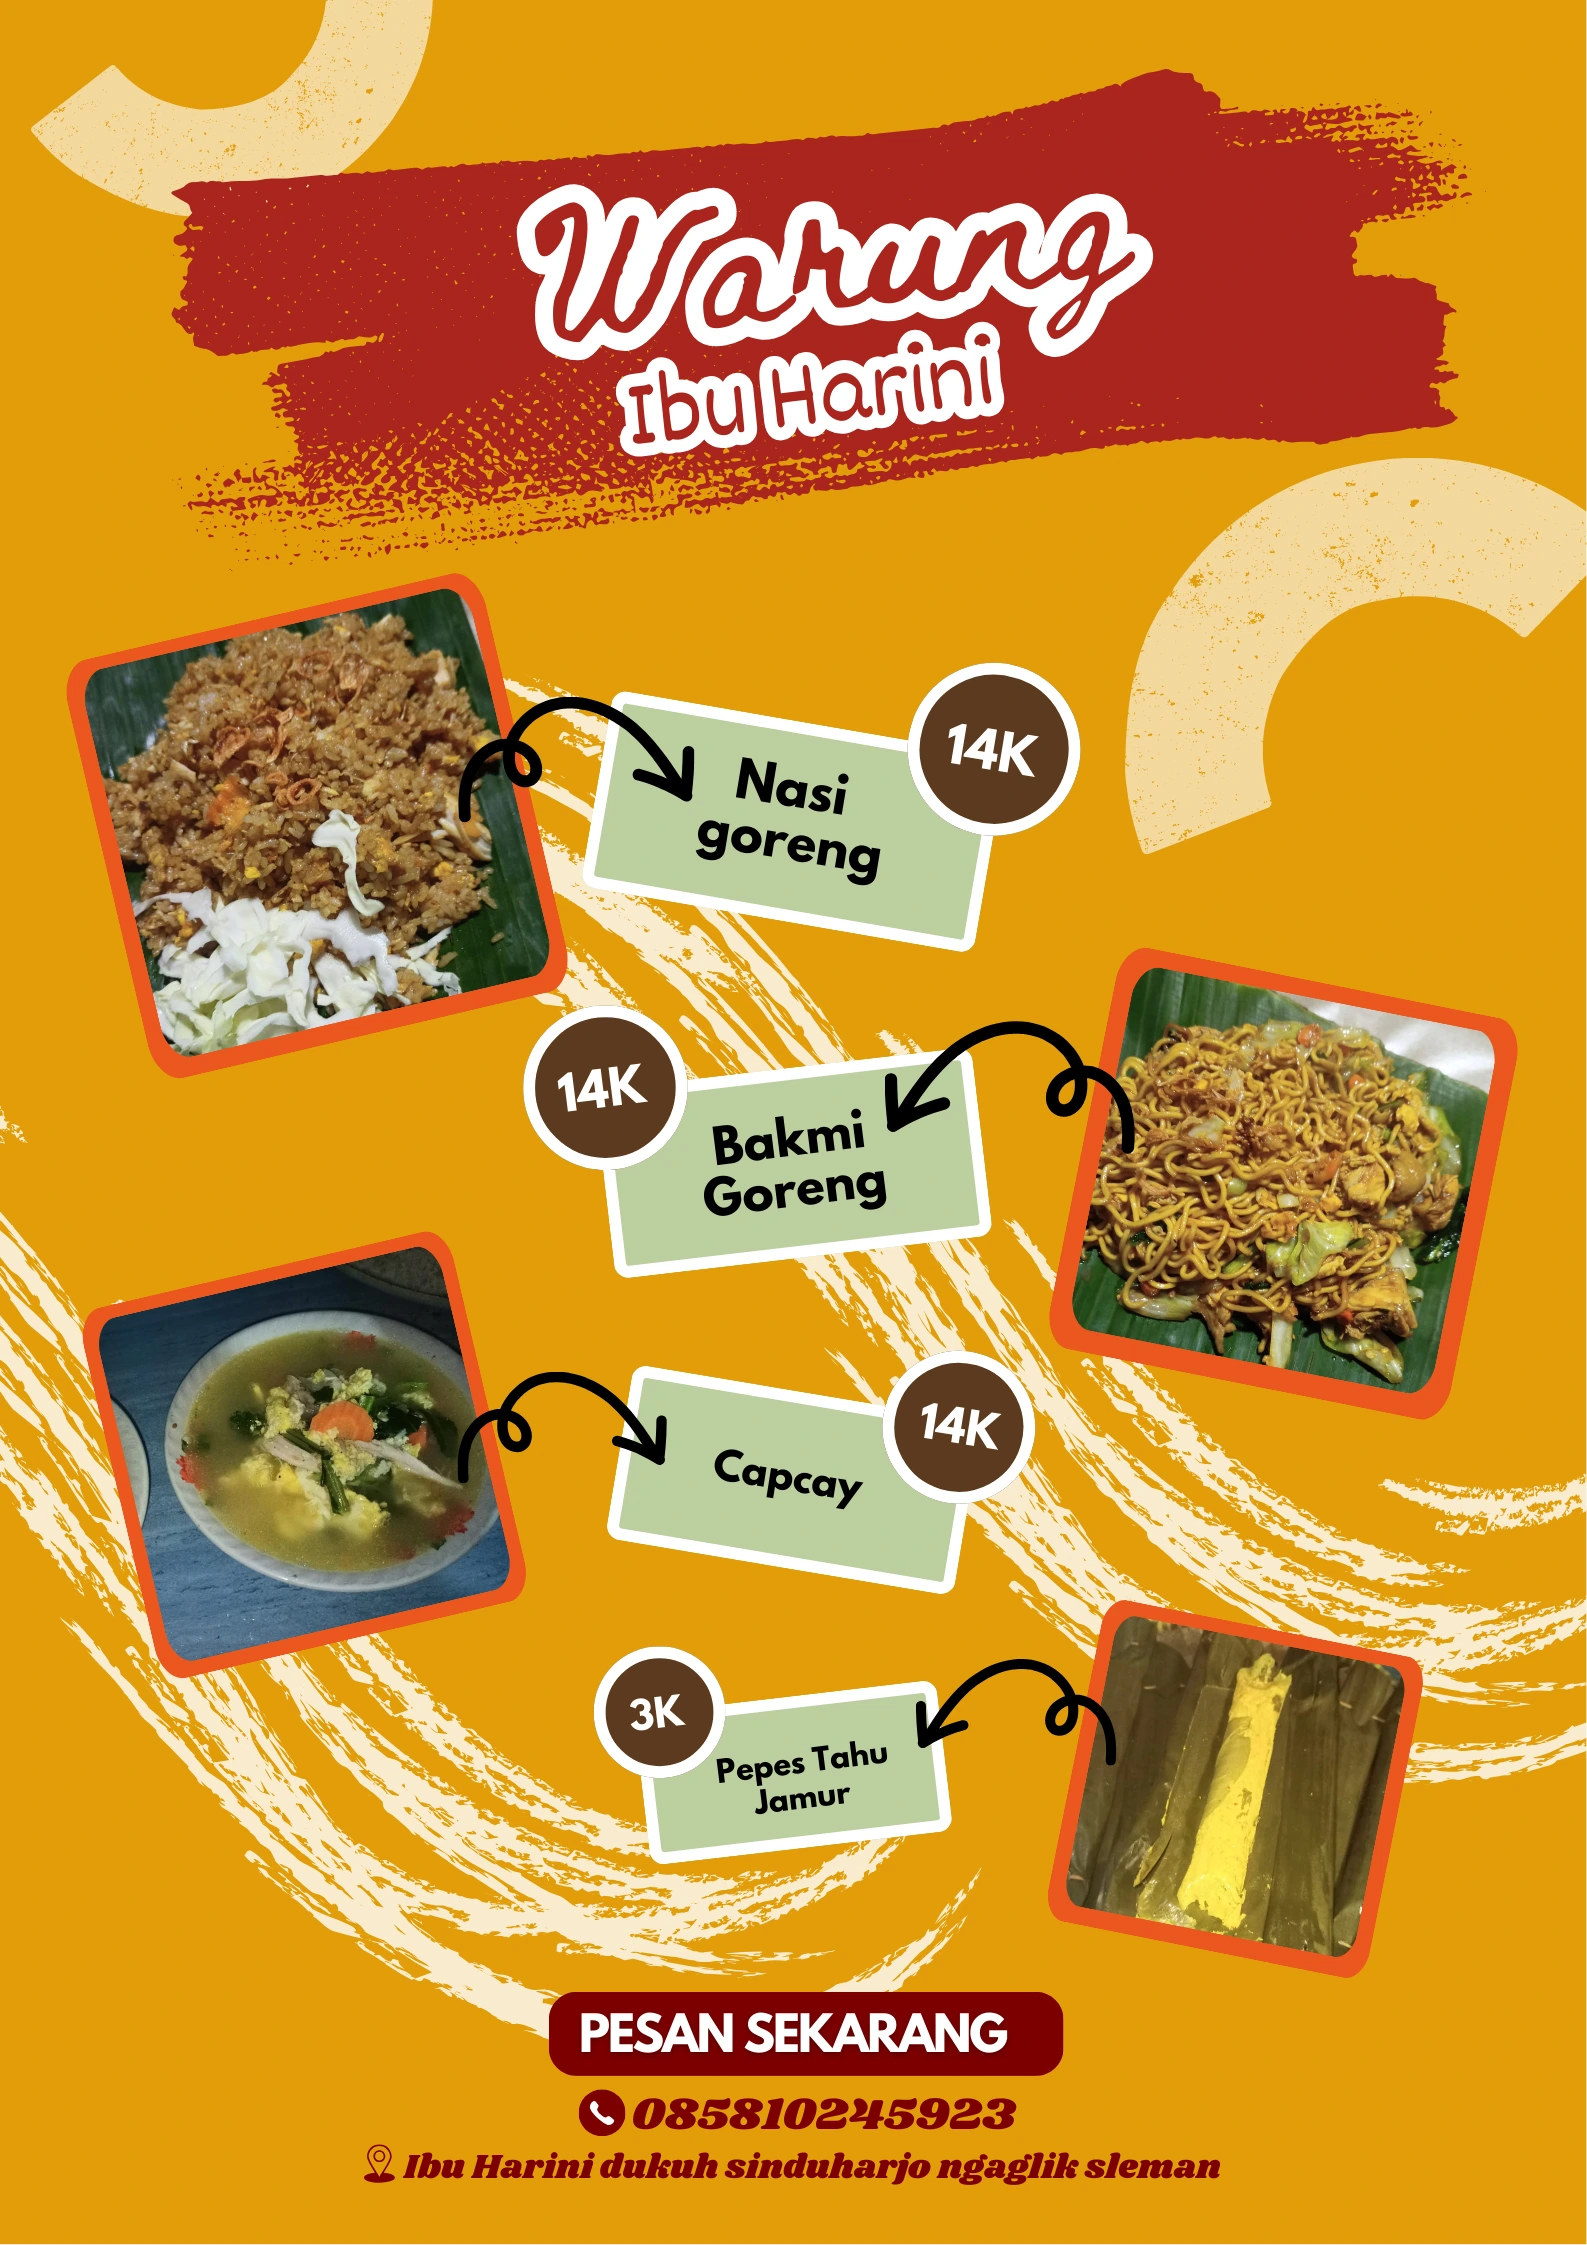 Warung
Ibu Harini
Nasi
goreng
14K
14K
Bakmi
Goreng
Capcay
14K
3K
Pepes Tahu
Jamur
PESAN SEKARANG
085810245923
Ibu Harini dukuh sinduharjo ngaglik sleman